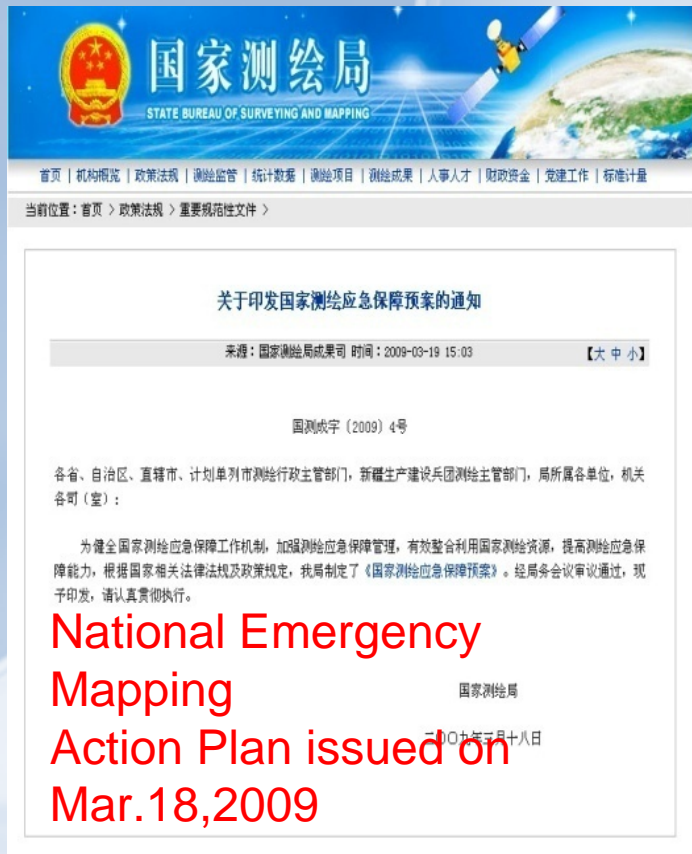 国家测绘局
STATE BUREAU OF SURVEYING AND MAPPING
首页 | 机构概览 | 政策法规 | 测绘监管 | 统计数据 | 测绘项目 | 测绘成果 | 人事人才 | 财政资金 | 党建工作 | 标准计量
当前位置：首页 > 政策法规 > 重要规范性文件 >
关于印发国家测绘应急保障预案的通知
来源：国家测绘局成果司 时间：2009-03-19 15:03 【大 中 小】
国测成字〔2009〕4号
各省、自治区、直辖市、计划单列市测绘行政主管部门，新疆生产建设兵团测绘主管部门，局所属各单位，机关
各司（室）：
为健全国家测绘应急保障工作机制，加强测绘应急保障管理，有效整合利用国家测绘资源，提高测绘应急保
障能力，根据国家相关法律法规及政策规定，我局制定了《国家测绘应急保障预案》。经局务会议审议通过，现
予印发，请认真贯彻执行。
National Emergency
Mapping
国家测绘局
Action Plan issued on
二〇〇九年三月十八日
Mar.18,2009